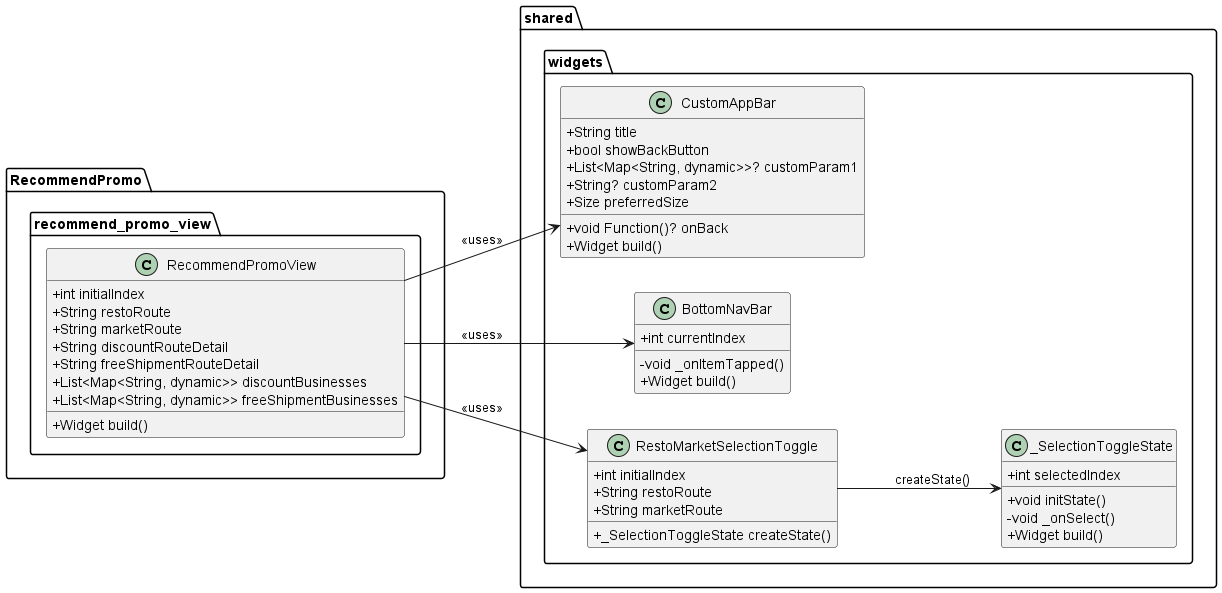 shared
widgets
C CustomAppBar
+String title
+bool showBackButton
+List<Map<String, dynamic>>? customParam1
+String? customParam2
+Size preferredSize
+void Function()? onBack
+Widget build()
RecommendPromo
recommend_promo_view
C RecommendPromoView
+int initialIndex
+String restoRoute
+String marketRoute
+String discountRouteDetail
+String freeShipmentRouteDetail
+List<Map<String, dynamic>> discountBusinesses
+List<Map<String, dynamic>> freeShipmentBusinesses
+Widget build()
«uses»
«uses»
«uses»
C BottomNavBar
+int currentIndex
-void _onItemTapped()
+Widget build()
C RestoMarketSelectionToggle
+int initialIndex
+String restoRoute
+String marketRoute
+_SelectionToggleState createState()
createState()
C _SelectionToggleState
+int selectedIndex
+void initState()
-void _onSelect()
+Widget build()